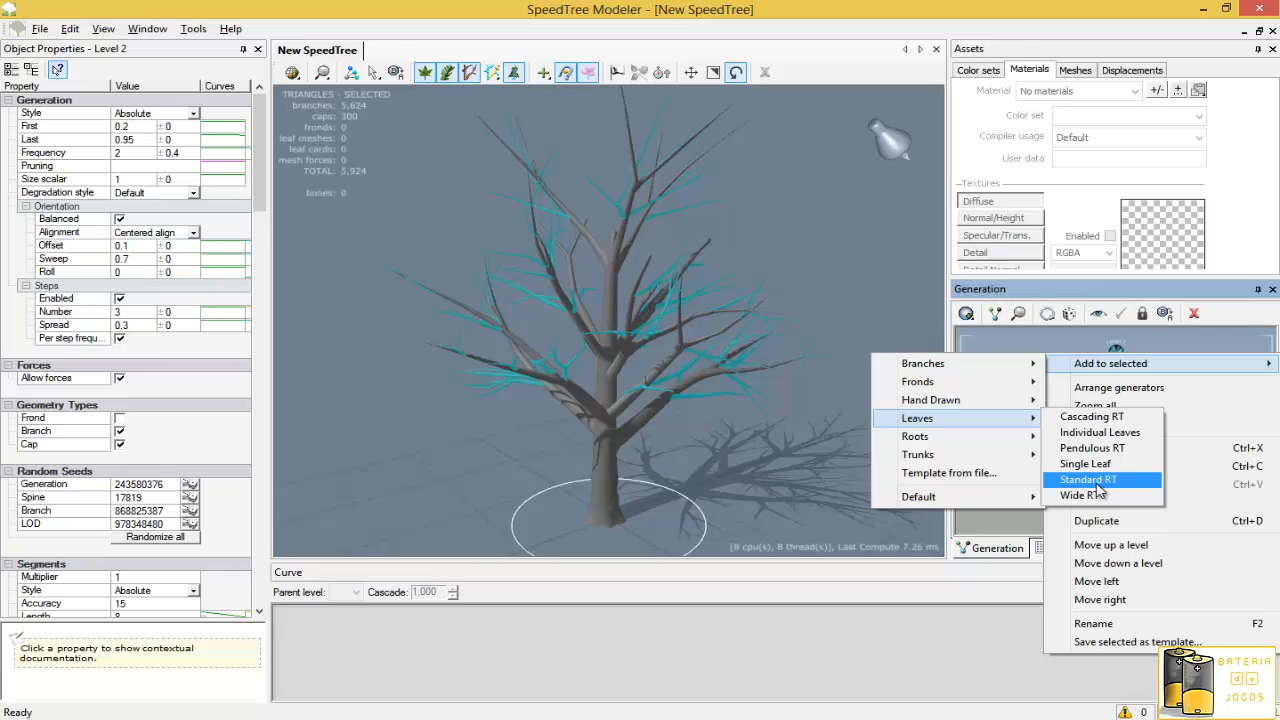 SpeedTree Modeler - [New SpeedTree]
File Edit View Window Tools Help
Object Properties - Level 2
Property Value Curves
Generation
Style Absolute
First 0.2 ± 0
Last 0.95 ± 0
Frequency 2 ± 0.4
Pruning
Size scalar 1 ± 0
Degradation style Default
Orientation
Balanced
Alignment Centered align
Offset 0.1 ± 0
Sweep 0.7 ± 0
Roll 0 ± 0
Steps
Enabled
Number 3 ± 0
Spread 0.3 ± 0
Per step frequ...
Forces
Allow forces
Geometry Types
Frond
Branch
Cap
Random Seeds
Generation 243580376
Spine 17819
Branch 868825387
LOD 978348480
Randomize all
Segments
Multiplier 1
Style Absolute
Accuracy 15
Length 8
Click a property to show contextual
documentation.
Ready
New SpeedTree
TRIANGLES - SELECTED
branches: 5,624
caps: 300
fronds: 0
leaf meshes: 0
leaf cards: 0
mesh forces: 0
TOTAL: 5,924
bones: 0
[8 cpu(s), 8 thread(s)], Last Compute 7.26 ms.
Curve
Parent level: Cascade: 1.000
Assets
Color sets Materials Meshes Displacements
Material No materials +/-
Color set
Compiler usage Default
User data
Textures
Diffuse
Normal/Height
Specular/Trans.
Detail
Enabled
RGBA
Generation
Add to selected
Arrange generators
Zoom all
Ctrl+X
Ctrl+C
Ctrl+V
Duplicate Ctrl+D
Move up a level
Move down a level
Move left
Move right
Rename F2
Save selected as template...
Branches
Fronds
Hand Drawn
Leaves
Roots
Trunks
Template from file...
Default
Cascading RT
Individual Leaves
Pendulous RT
Single Leaf
Standard RT
Wide RT
Generation
BATERIA
de
JOGOS
0